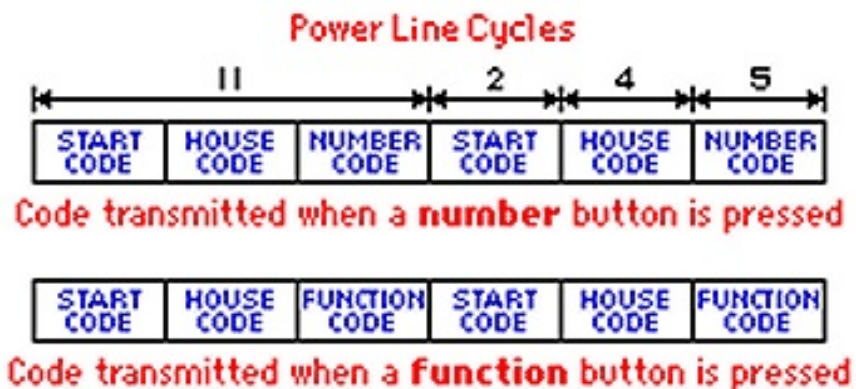 Power Line Cycles
11 2 4 5
START CODE HOUSE CODE NUMBER CODE START CODE HOUSE CODE NUMBER CODE
Code transmitted when a number button is pressed
START CODE HOUSE CODE FUNCTION CODE START CODE HOUSE CODE FUNCTION CODE
Code transmitted when a function button is pressed